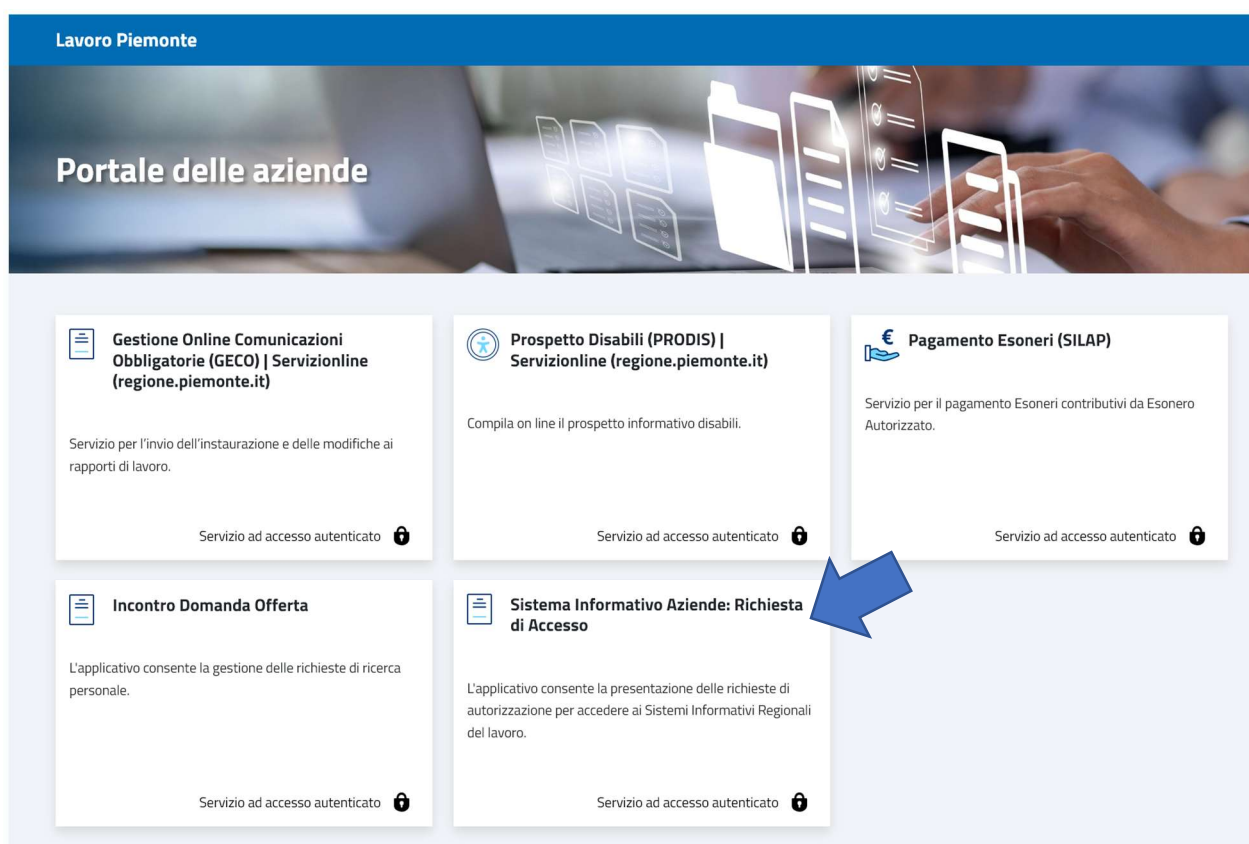 Lavoro Piemonte
Portale delle aziende
Gestione Online Comunicazioni
Obbligatorie (GECO) | Servizionline
(regione.piemonte.it)
Servizio per l'invio dell'instaurazione e delle modifiche ai
rapporti di lavoro.
Servizio ad accesso autenticato
Prospetto Disabili (PRODIS) |
Servizionline (regione.piemonte.it)
Compila on line il prospetto informativo disabili.
Servizio ad accesso autenticato
€
Pagamento Esoneri (SILAP)
Servizio per il pagamento Esoneri contributivi da Esonero
Autorizzato.
Servizio ad accesso autenticato
Incontro Domanda Offerta
L'applicativo consente la gestione delle richieste di ricerca
personale.
Servizio ad accesso autenticato
Sistema Informativo Aziende: Richiesta
di Accesso
L'applicativo consente la presentazione delle richieste di
autorizzazione per accedere ai Sistemi Informativi Regionali
del lavoro.
Servizio ad accesso autenticato